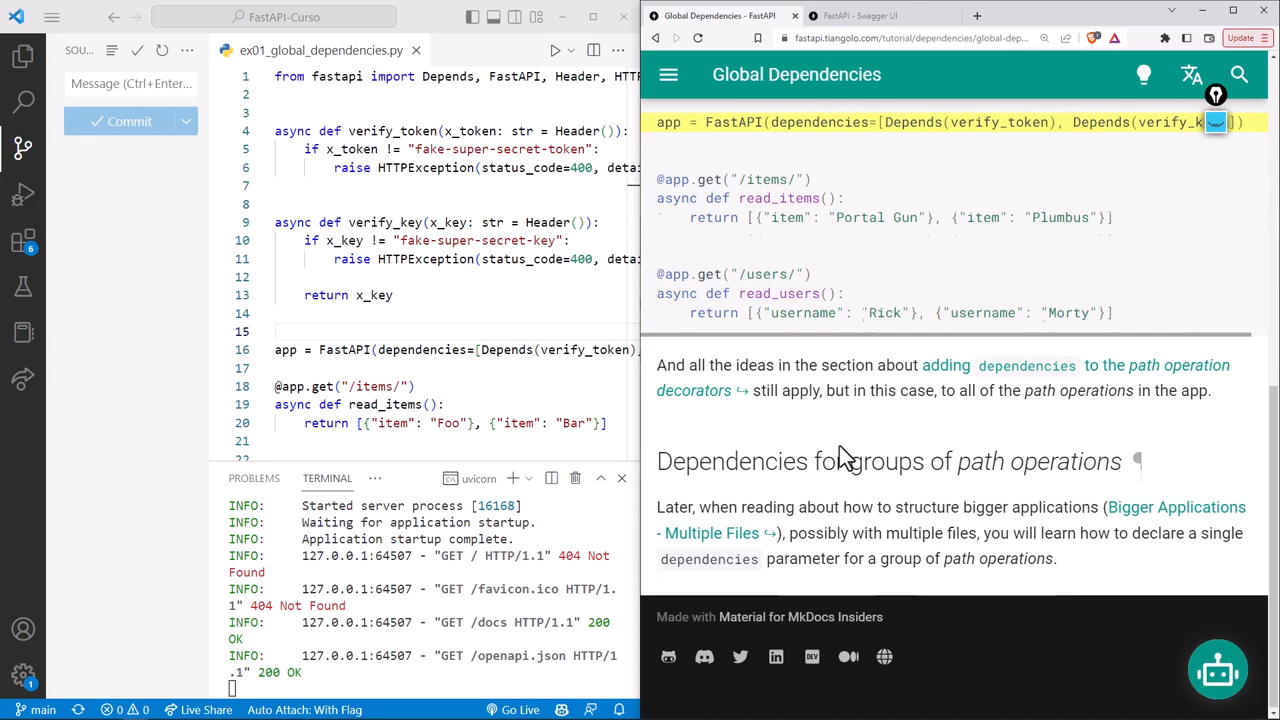 FastAPI-Curso
SOU...
Message (Ctrl+Enter...
Commit
6
1
ex01_global_dependencies.py
1 from fastapi import Depends, FastAPI, Header, HTT
2
3
4 async def verify_token(x_token: str = Header()):
5 if x_token != "fake-super-secret-token":
6 raise HTTPException(status_code=400, detai
7
8
9 async def verify_key(x_key: str = Header()):
10 if x_key != "fake-super-secret-key":
11 raise HTTPException(status_code=400, detai
12
13 return x_key
14
15
16 app = FastAPI(dependencies=[Depends(verify_token),
17
18 @app.get("/items/")
19 async def read_items():
20 return [{"item": "Foo"}, {"item": "Bar"}]
21
22
PROBLEMS TERMINAL ... uvicorn
INFO: Started server process [16168]
INFO: Waiting for application startup.
INFO: Application startup complete.
INFO: 127.0.0.1:64507 - "GET / HTTP/1.1" 404 Not
Found
INFO: 127.0.0.1:64507 - "GET /favicon.ico HTTP/1.
1" 404 Not Found
INFO: 127.0.0.1:64507 - "GET /docs HTTP/1.1" 200
OK
INFO: 127.0.0.1:64507 - "GET /openapi.json HTTP/1
.1" 200 OK
main 0 0 Live Share Auto Attach: With Flag Go Live
Global Dependencies - FastAPI
FastAPI - Swagger UI
fastapi.tiangolo.com/tutorial/dependencies/global-dep...
1
Update
Global Dependencies
app = FastAPI(dependencies=[Depends(verify_token), Depends(verify_k])
@app.get("/items/")
async def read_items():
return [{"item": "Portal Gun"}, {"item": "Plumbus"}]
@app.get("/users/")
async def read_users():
return [{"username": "Rick"}, {"username": "Morty"}]
And all the ideas in the section about adding dependencies to the path operation
decorators ↪ still apply, but in this case, to all of the path operations in the app.
Dependencies for groups of path operations ¶
Later, when reading about how to structure bigger applications (Bigger Applications
- Multiple Files ↪), possibly with multiple files, you will learn how to declare a single
dependencies parameter for a group of path operations.
Made with Material for MkDocs Insiders
DEV